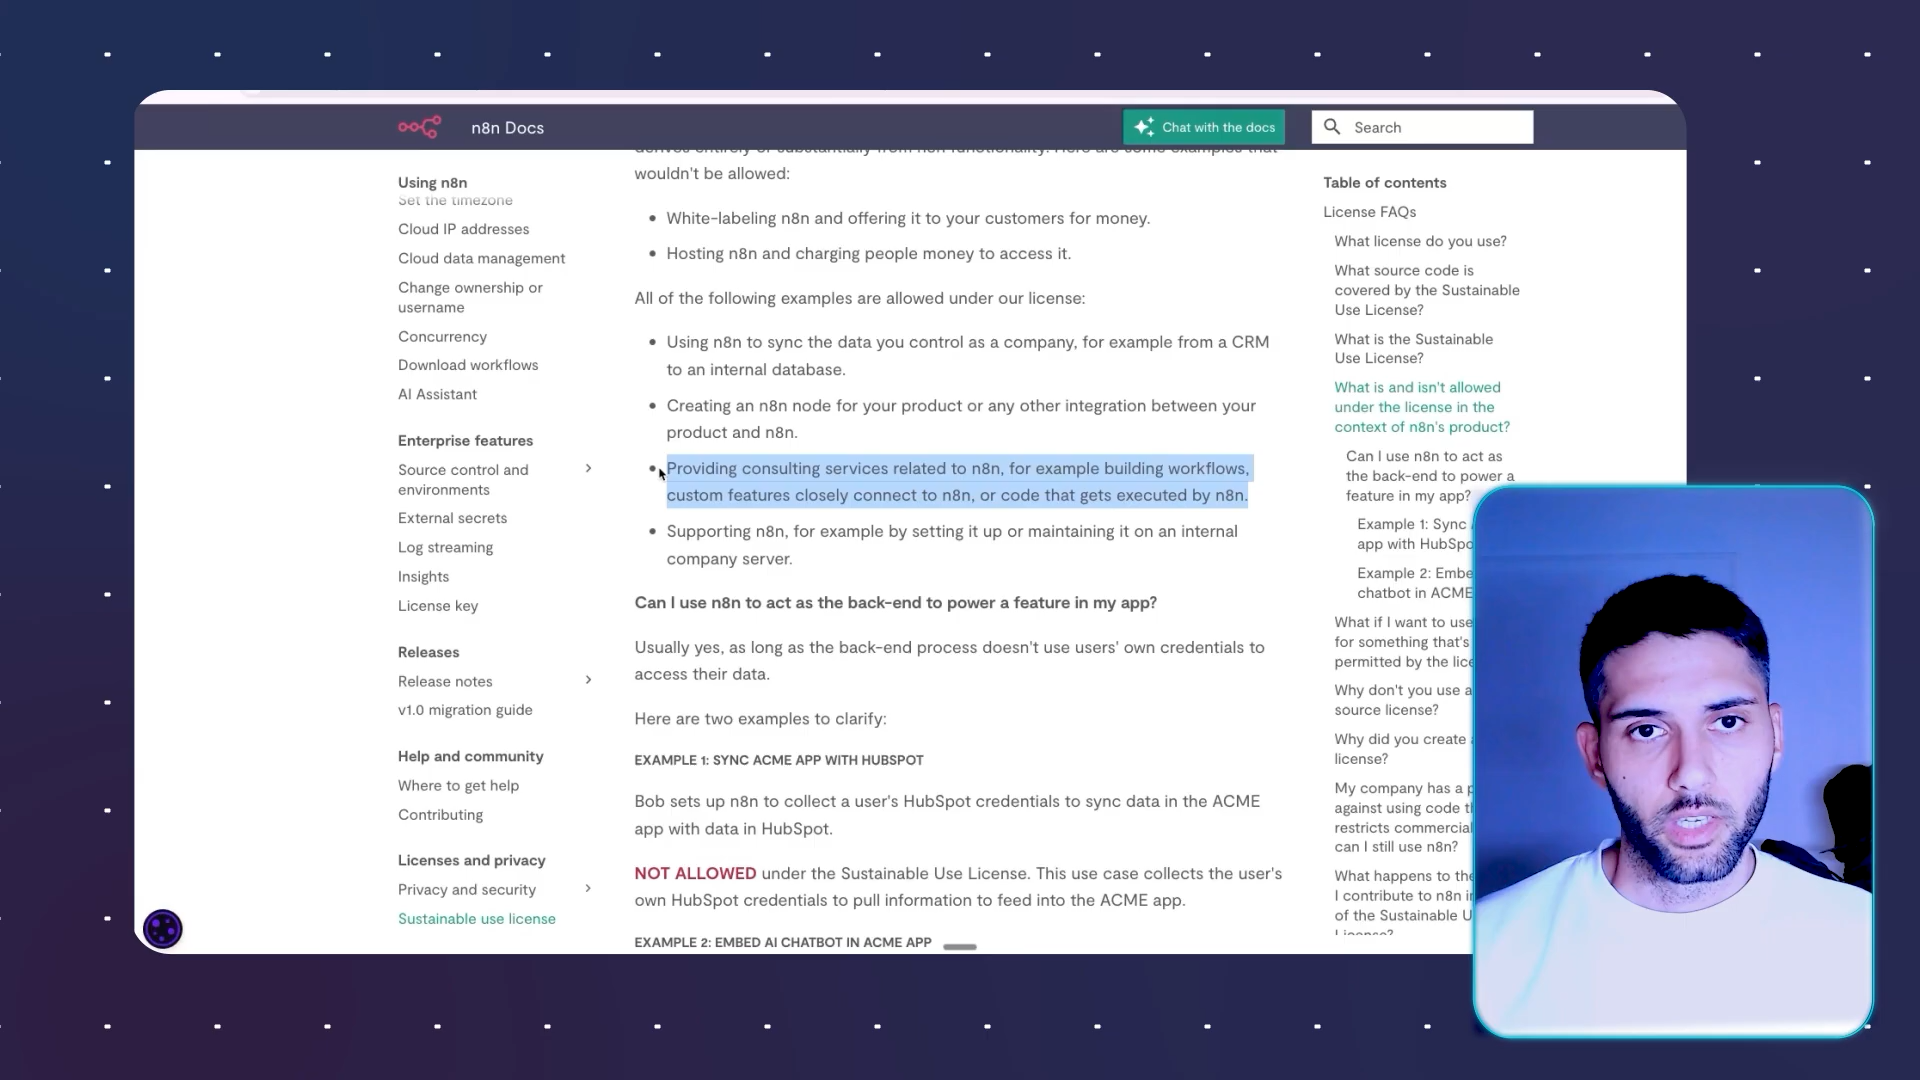 n8n Docs
Chat with the docs
Search
Using n8n
Set the timezone
Cloud IP addresses
Cloud data management
Change ownership or
username
Concurrency
Download workflows
AI Assistant
Enterprise features
Source control and
environments
External secrets
Log streaming
Insights
License key
Releases
Release notes
v1.0 migration guide
Help and community
Where to get help
Contributing
Licenses and privacy
Privacy and security
Sustainable use license
derives entirely or substantially from n8n functionality. Here are some examples that
wouldn't be allowed:
White-labeling n8n and offering it to your customers for money.
Hosting n8n and charging people money to access it.
All of the following examples are allowed under our license:
Using n8n to sync the data you control as a company, for example from a CRM
to an internal database.
Creating an n8n node for your product or any other integration between your
product and n8n.
Providing consulting services related to n8n, for example building workflows,
custom features closely connect to n8n, or code that gets executed by n8n.
Supporting n8n, for example by setting it up or maintaining it on an internal
company server.
Can I use n8n to act as the back-end to power a feature in my app?
Usually yes, as long as the back-end process doesn't use users' own credentials to
access their data.
Here are two examples to clarify:
EXAMPLE 1: SYNC ACME APP WITH HUBSPOT
Bob sets up n8n to collect a user's HubSpot credentials to sync data in the ACME
app with data in HubSpot.
NOT ALLOWED under the Sustainable Use License. This use case collects the user's
own HubSpot credentials to pull information to feed into the ACME app.
EXAMPLE 2: EMBED AI CHATBOT IN ACME APP
Table of contents
License FAQs
What license do you use?
What source code is
covered by the Sustainable
Use License?
What is the Sustainable
Use License?
What is and isn't allowed
under the license in the
context of n8n's product?
Can I use n8n to act as
the back-end to power a
feature in my app?
Example 1: Sync
app with HubSpo
Example 2: Embe
chatbot in ACME
What if I want to use
for something that's
permitted by the lice
Why don't you use a
source license?
Why did you create
license?
My company has a p
against using code t
restricts commercial
can I still use n8n?
What happens to the
I contribute to n8n i
of the Sustainable U
License?